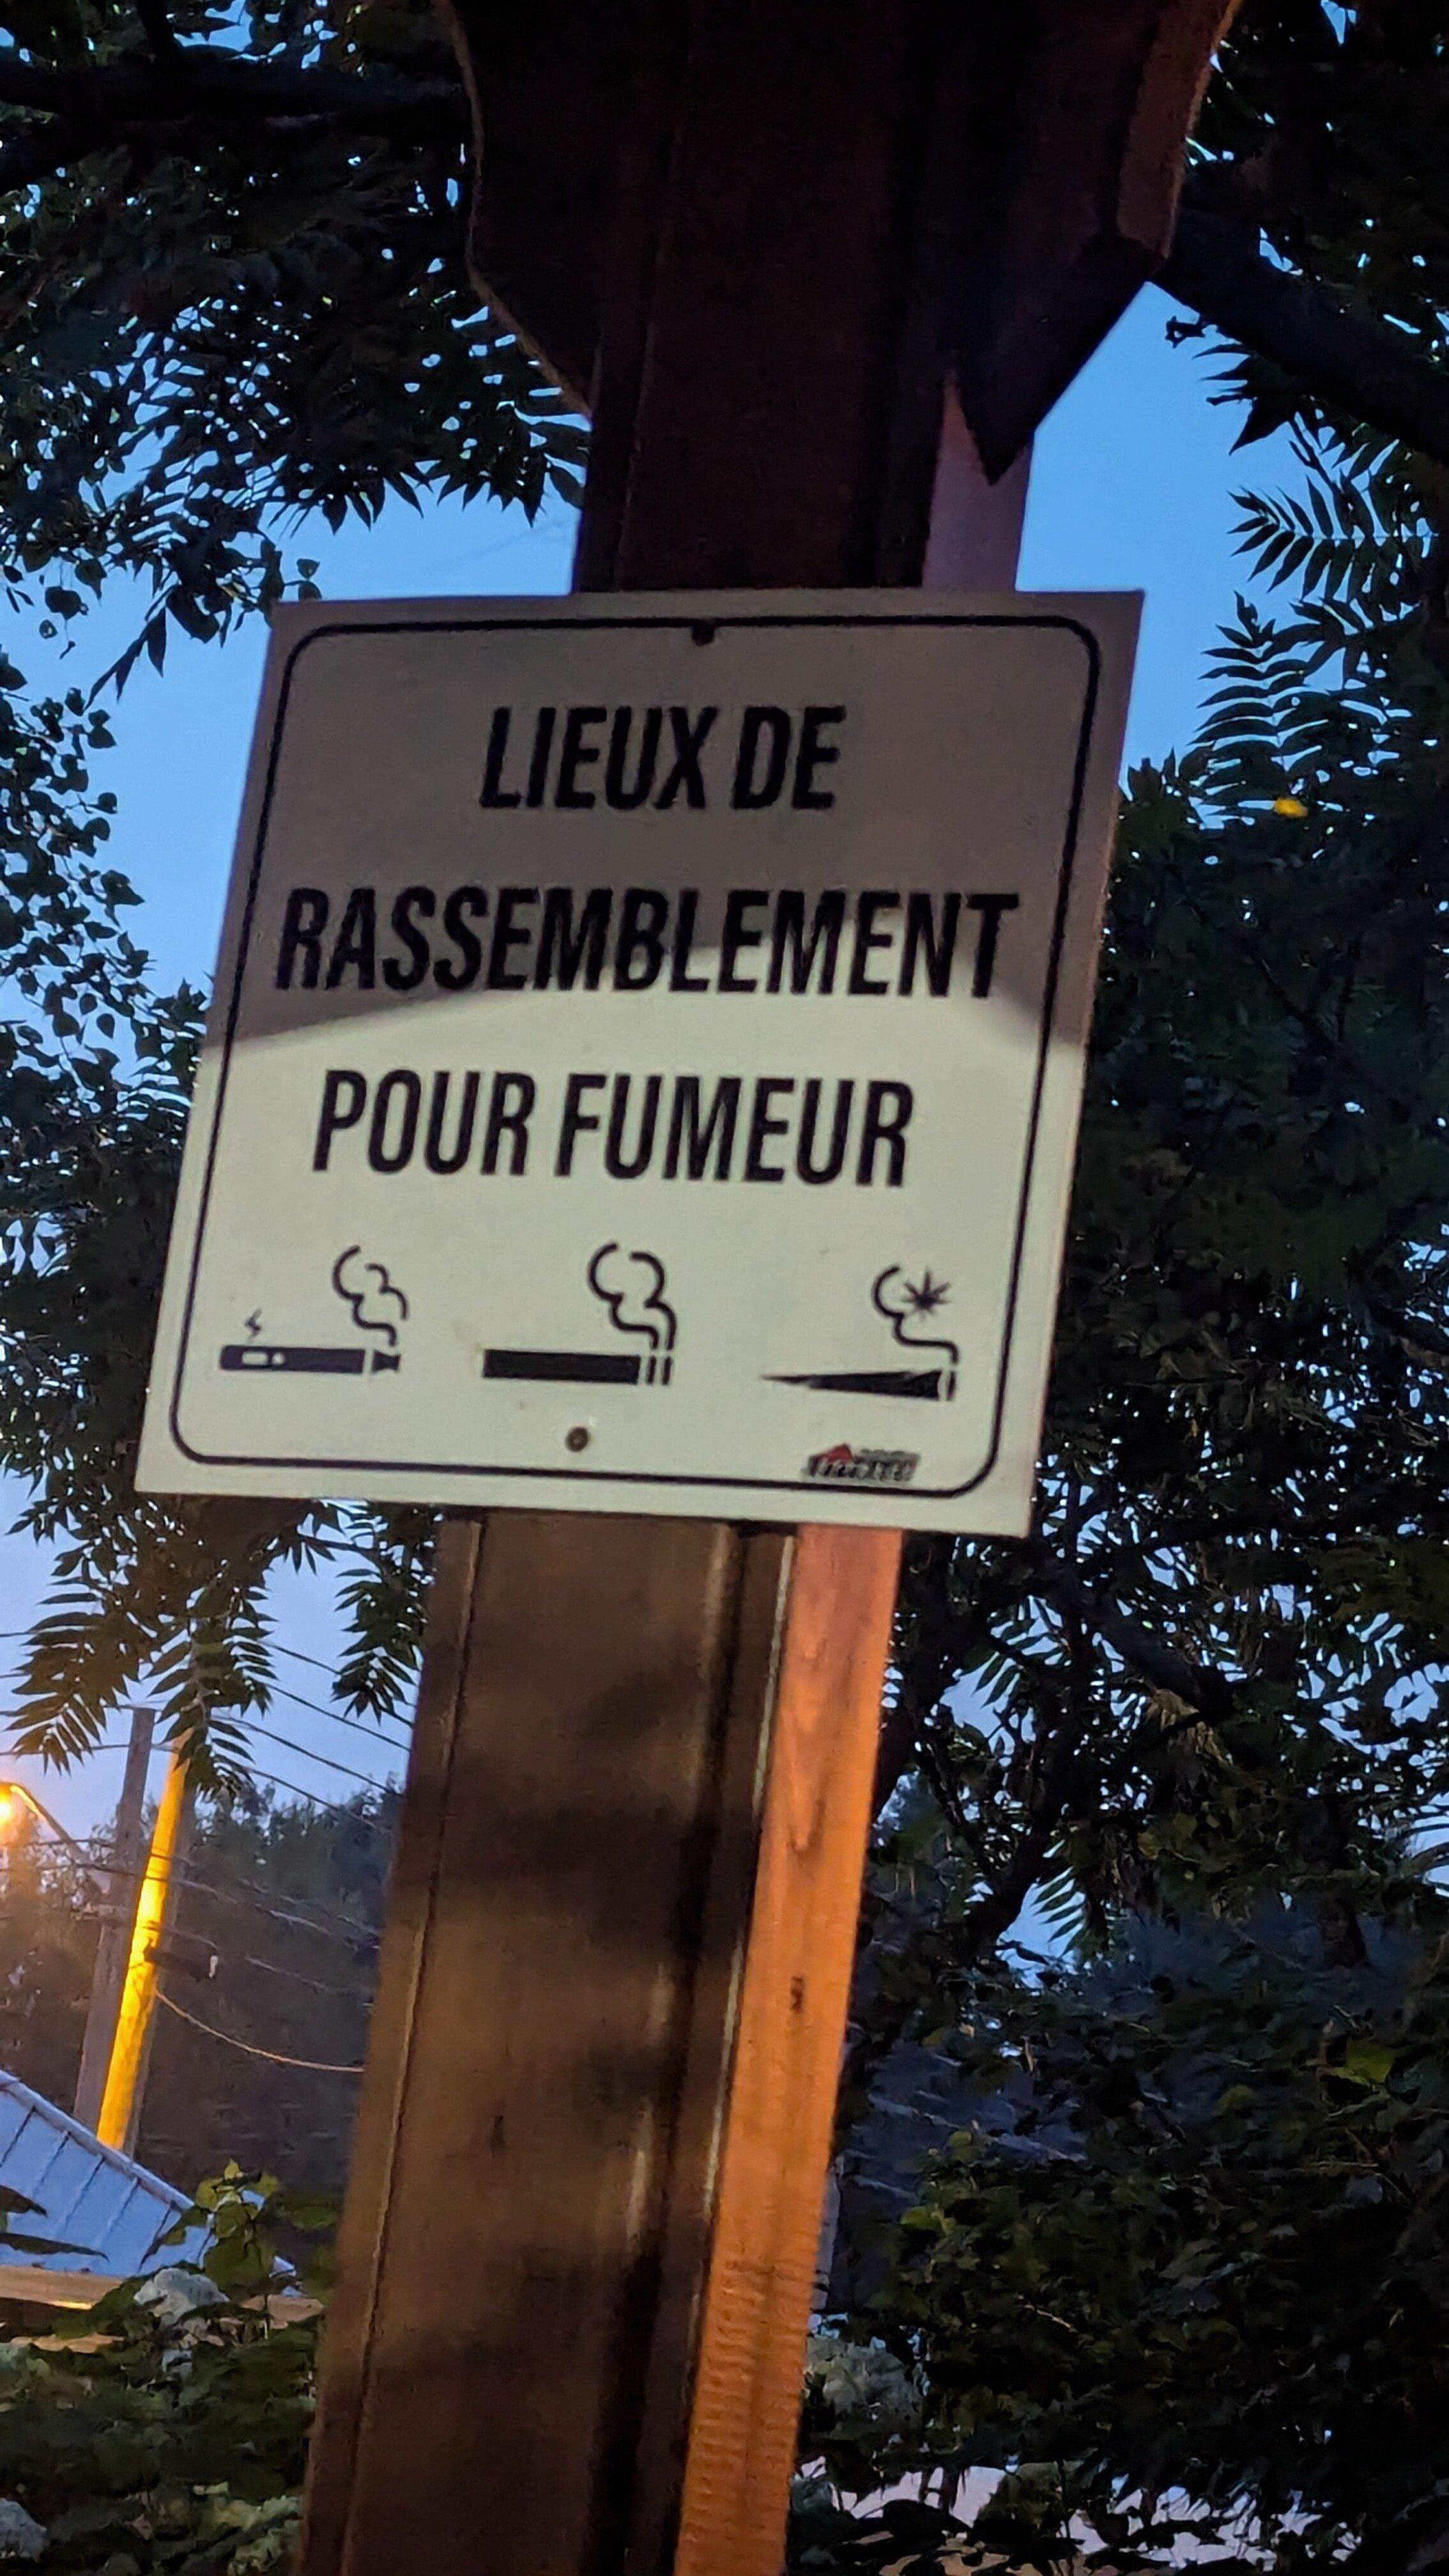 LIEUX DE
RASSEMBLEMENT
POUR FUMEUR